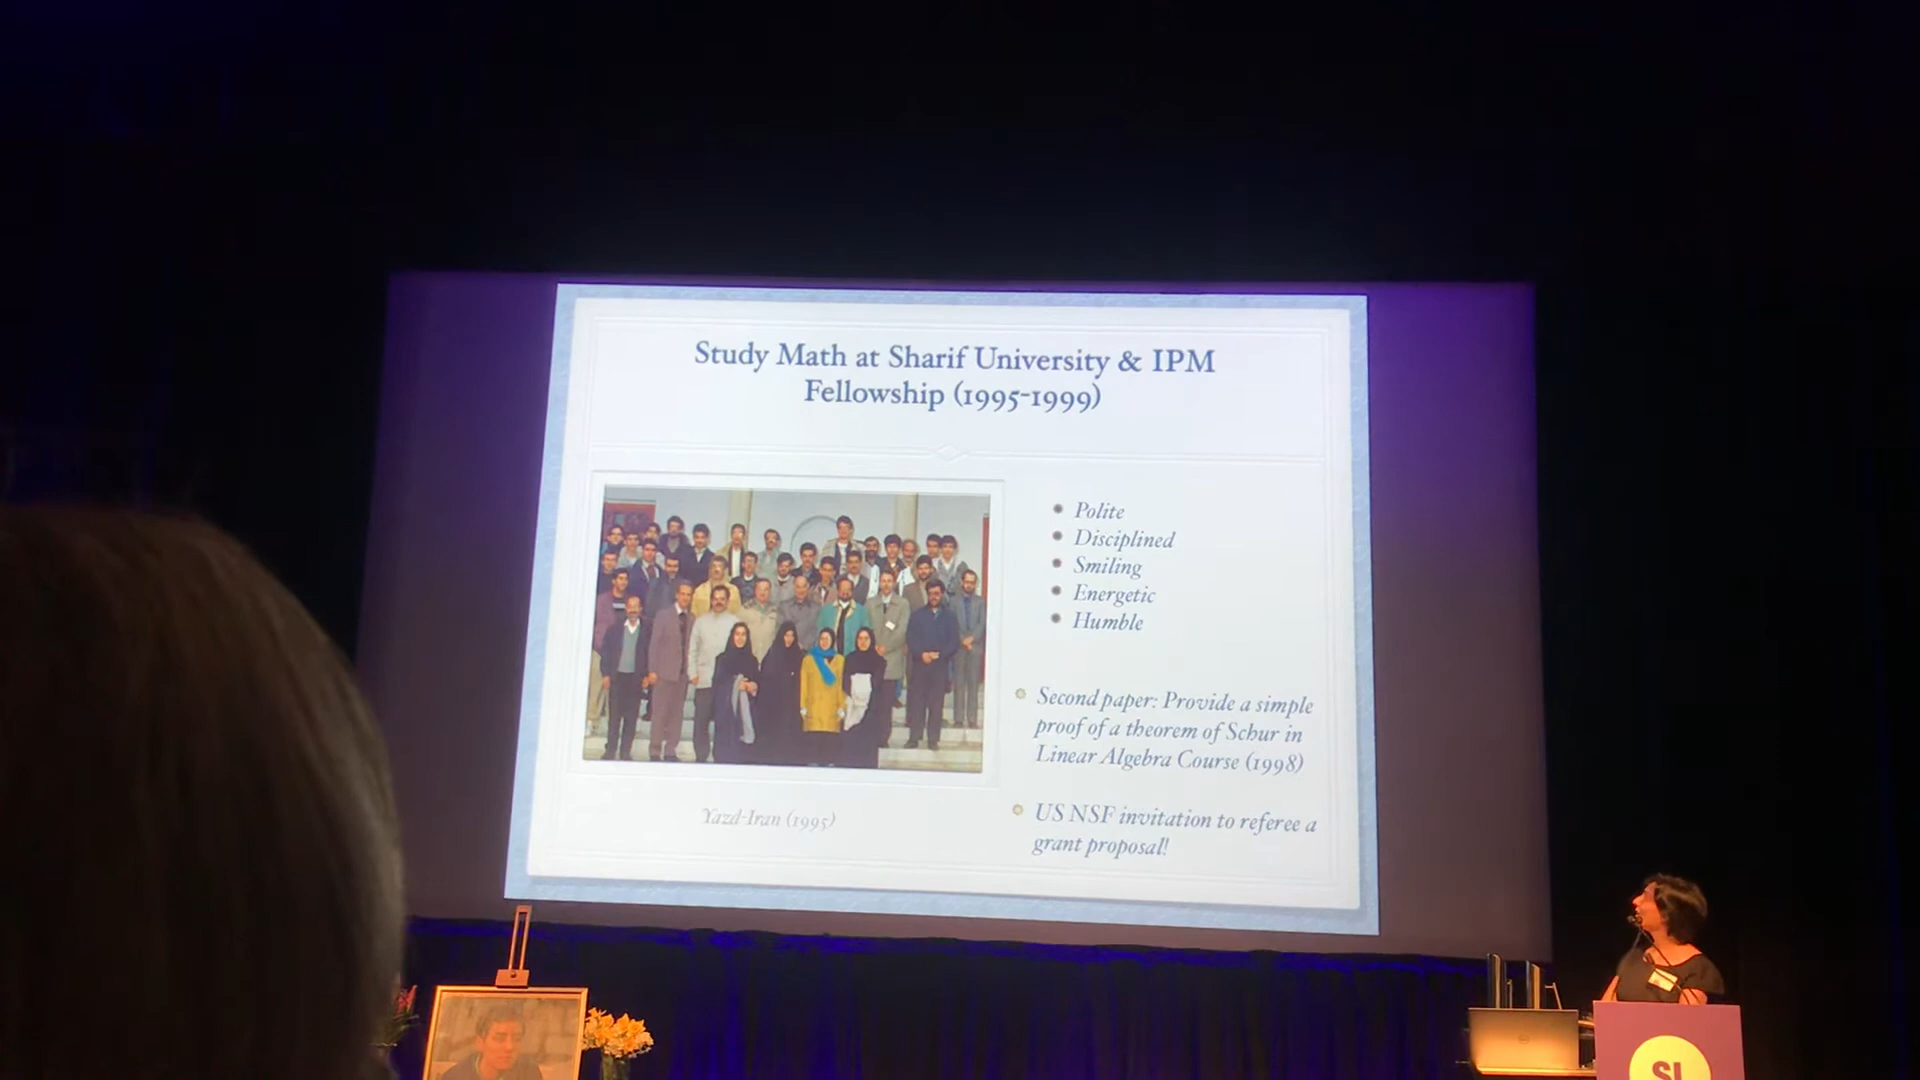 Study Math at Sharif University & IPM
Fellowship (1995-1999)
Polite
Disciplined
Smiling
Energetic
Humble
Second paper: Provide a simple
proof of a theorem of Schur in
Linear Algebra Course (1998)
US NSF invitation to referee a
grant proposal!
Yazd-Iran (1995)
SI